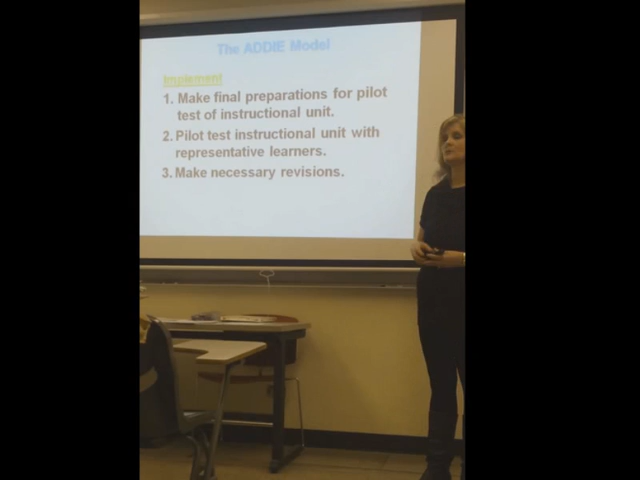 The ADDIE Model
Implement
1. Make final preparations for pilot
test of instructional unit.
2. Pilot test instructional unit with
representative learners.
3. Make necessary revisions.